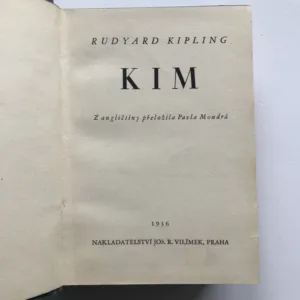 RUDYARD KIPLING
KIM
Z angličtiny přeložila Pavla Moudrá
1936
NAKLADATELSTVÍ JOS. R. VILÍMEK, PRAHA